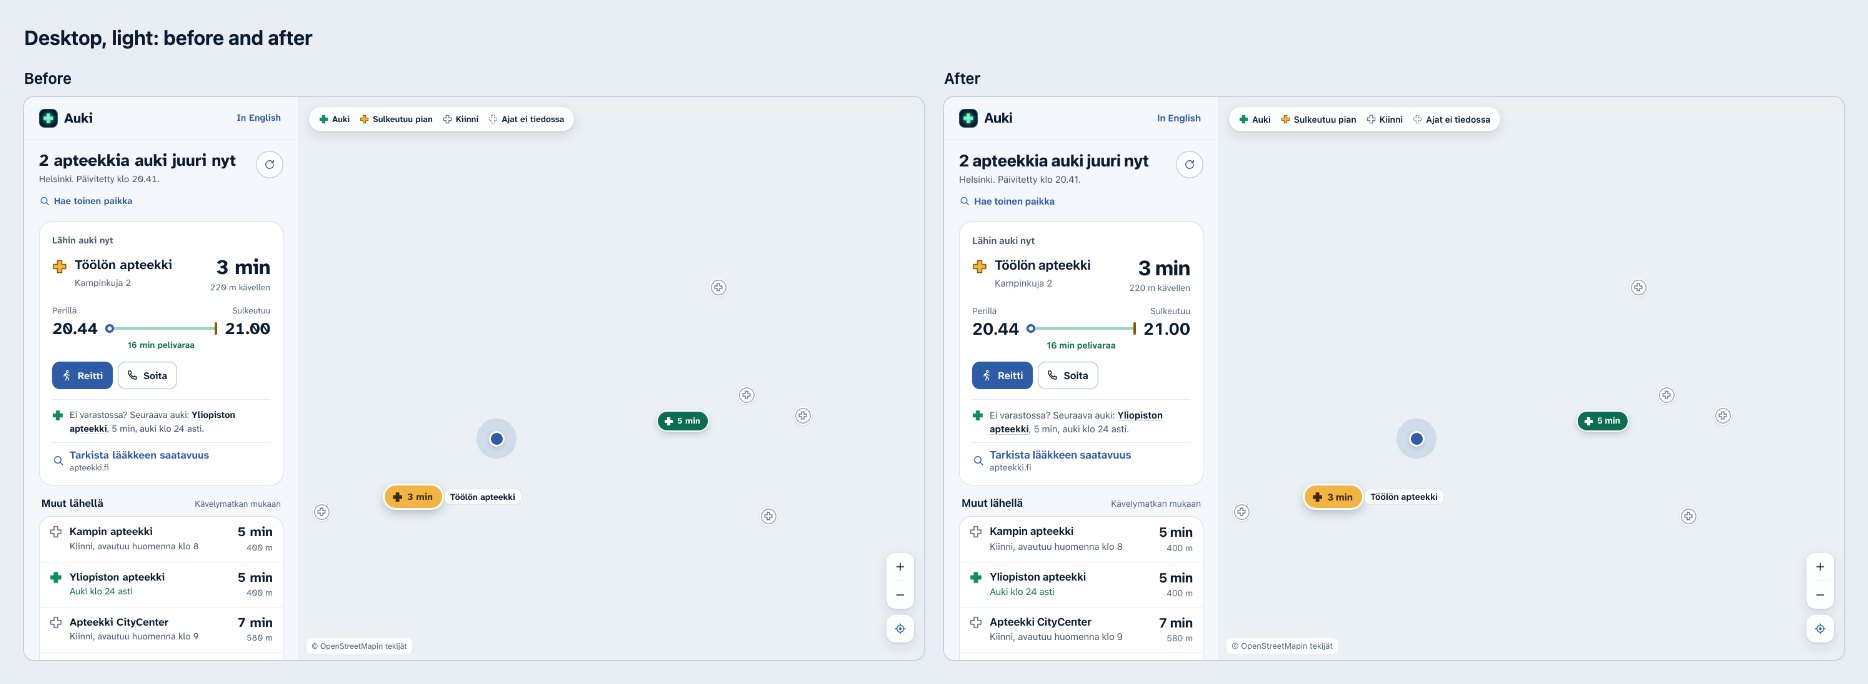 Desktop, light: before and after
Before
Auki
In English
2 apteekkia auki juuri nyt
Helsinki. Päivitetty klo 20.41.
Hae toinen paikka
Lähin auki nyt
Töölön apteekki
3 min
Kampinkuja 2
220 m kävellen
Perillä
Sulkeutuu
20.44
21.00
16 min pelivaraa
Reitti
Soita
Ei varastossa? Seuraava auki: Yliopiston
apteekki, 5 min, auki klo 24 asti.
Tarkista lääkkeen saatavuus
apteekki.fi
Muut lähellä
Kävelymatkan mukaan
Kampin apteekki
5 min
Kiinni, avautuu huomenna klo 8
400 m
Yliopiston apteekki
5 min
Auki klo 24 asti
400 m
Apteekki CityCenter
7 min
Kiinni, avautuu huomenna klo 9
580 m
Auki
Sulkeutuu pian
Kiinni
Ajat ei tiedossa
5 min
3 min
Töölön apteekki
+
−
© OpenStreetMapin tekijät
After
Auki
In English
2 apteekkia auki juuri nyt
Helsinki. Päivitetty klo 20.41.
Hae toinen paikka
Lähin auki nyt
Töölön apteekki
3 min
Kampinkuja 2
220 m kävellen
Perillä
Sulkeutuu
20.44
21.00
16 min pelivaraa
Reitti
Soita
Ei varastossa? Seuraava auki: Yliopiston
apteekki, 5 min, auki klo 24 asti.
Tarkista lääkkeen saatavuus
apteekki.fi
Muut lähellä
Kävelymatkan mukaan
Kampin apteekki
5 min
Kiinni, avautuu huomenna klo 8
400 m
Yliopiston apteekki
5 min
Auki klo 24 asti
400 m
Apteekki CityCenter
7 min
Kiinni, avautuu huomenna klo 9
580 m
Auki
Sulkeutuu pian
Kiinni
Ajat ei tiedossa
5 min
3 min
Töölön apteekki
+
−
© OpenStreetMapin tekijät